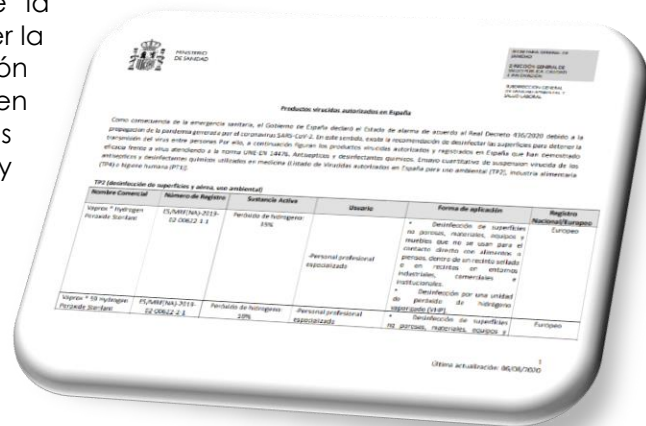 e la
er la
ón
en
s
y
MINISTERIO
DE SANIDAD
SECRETARÍA GENERAL DE
SANIDAD
DIRECCIÓN GENERAL DE
SALUD PÚBLICA, CALIDAD
E INNOVACIÓN
SUBDIRECCIÓN GENERAL
DE SANIDAD AMBIENTAL Y
SALUD LABORAL
Productos virucidas autorizados en España
Como consecuencia de la emergencia sanitaria, el Gobierno de España declaró el Estado de alarma de acuerdo al Real Decreto 430/2020 debido a la
propagación de la pandemia generada por el coronavirus SARS-CoV-2. En este sentido, existe la recomendación de desinfectar las superficies para detener la
transmisión del virus entre personas Por ello, a continuación figuran los productos virucidas autorizados y registrados en España que han demostrado
eficacia frente a virus atendiendo a la norma UNE-EN 14476. Antisépticos y desinfectantes químicos. Ensayo cuantitativo de suspensión virucida de los
antisépticos y desinfectantes químicos utilizados en medicina (Listado de Virucidas autorizados en España para uso ambiental (TP2), industria alimentaria
(TP4) e higiene humana (PT1)).
TP2 (desinfección de superficies y aérea, uso ambiental)
Nombre Comercial Número de Registro Sustancia Activa Usuario Forma de aplicación Registro
Nacional/Europeo
Vaprox ® Hydrogen
Peroxide Sterilant
ES/MRF(NA)-2013-
22-00622-1-1
Peróxido de hidrógeno:
35%
-Personal profesional
especializado
• Desinfección de superficies
no porosas, materiales, equipos y
muebles que no se usan para el
contacto directo con alimentos o
piensos, dentro de un recinto sellado
o en recintos en entornos
industriales, comerciales e
institucionales.
• Desinfección por una unidad
de peróxido de hidrógeno
vaporizado (VHP)
Europeo
Vaprox ® 59 Hydrogen
Peroxide Sterilant
ES/MRF(NA)-2013-
22-00622-2-1
Peróxido de hidrógeno:
-Personal profesional
especializado
• Desinfección de superficies
no porosas, materiales, equipos y
Europeo
1
Última actualización: 06/08/2020